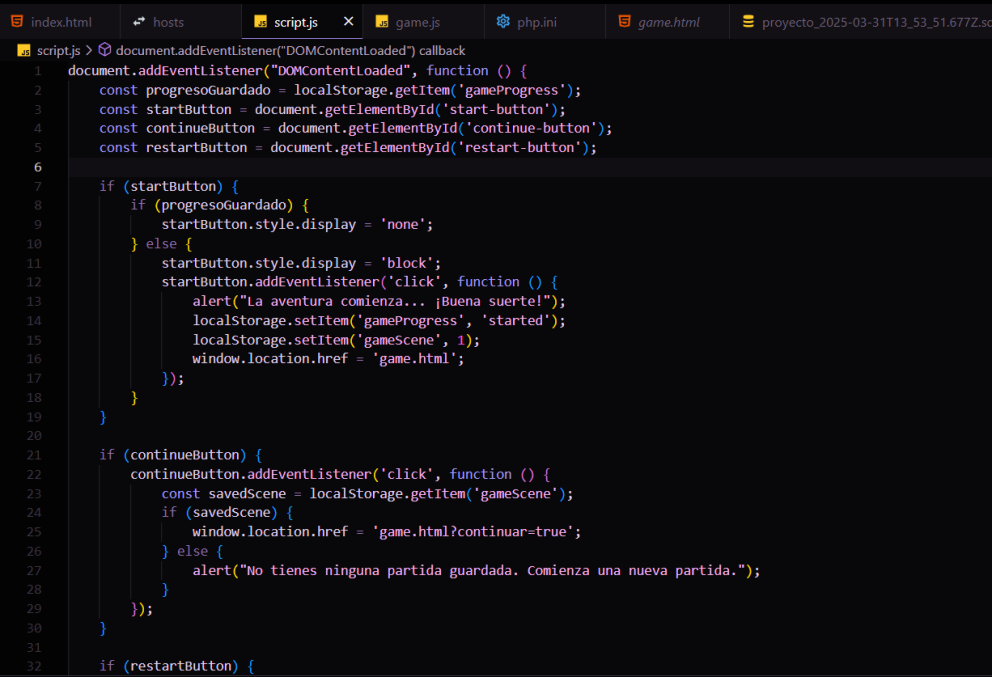 index.html hosts script.js game.js php.ini game.html proyecto_2025-03-31T13_53_51.677Z.sc
script.js > document.addEventListener("DOMContentLoaded") callback
1 document.addEventListener("DOMContentLoaded", function () {
2 const progresoGuardado = localStorage.getItem('gameProgress');
3 const startButton = document.getElementById('start-button');
4 const continueButton = document.getElementById('continue-button');
5 const restartButton = document.getElementById('restart-button');
6
7 if (startButton) {
8 if (progresoGuardado) {
9 startButton.style.display = 'none';
10 } else {
11 startButton.style.display = 'block';
12 startButton.addEventListener('click', function () {
13 alert("La aventura comienza... ¡Buena suerte!");
14 localStorage.setItem('gameProgress', 'started');
15 localStorage.setItem('gameScene', 1);
16 window.location.href = 'game.html';
17 });
18 }
19 }
20
21 if (continueButton) {
22 continueButton.addEventListener('click', function () {
23 const savedScene = localStorage.getItem('gameScene');
24 if (savedScene) {
25 window.location.href = 'game.html?continuar=true';
26 } else {
27 alert("No tienes ninguna partida guardada. Comienza una nueva partida.");
28 }
29 });
30 }
31
32 if (restartButton) {